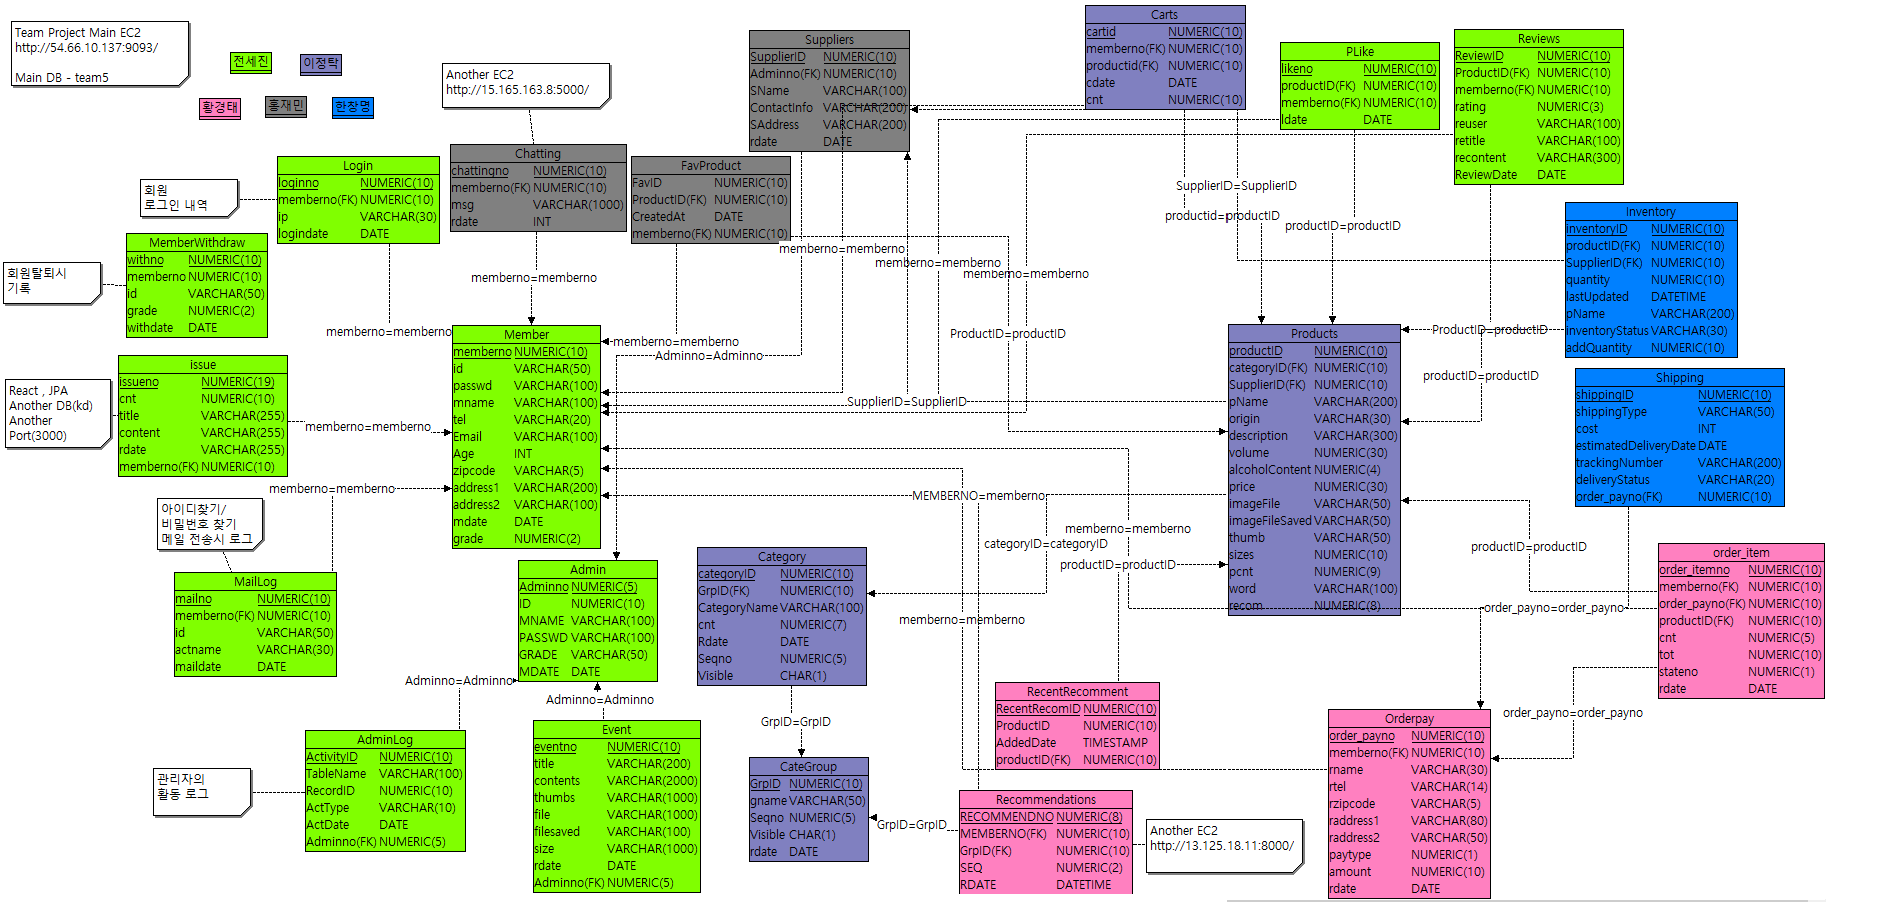 Team Project Main EC2
http://54.66.10.137:9093/
Main DB - team5
전세진
이정탁
황경태
홍재민
한창명
Another EC2
http://15.165.163.8:5000/
Suppliers
SupplierID NUMERIC(10)
Adminno(FK) NUMERIC(10)
SName VARCHAR(100)
ContactInfo VARCHAR(200)
SAddress VARCHAR(200)
rdate DATE
Carts
cartid NUMERIC(10)
memberno(FK) NUMERIC(10)
productid(FK) NUMERIC(10)
cdate DATE
cnt NUMERIC(10)
PLike
likeno NUMERIC(10)
productID(FK) NUMERIC(10)
memberno(FK) NUMERIC(10)
ldate DATE
Reviews
ReviewID NUMERIC(10)
ProductID(FK) NUMERIC(10)
memberno(FK) NUMERIC(10)
rating NUMERIC(3)
reuser VARCHAR(100)
retitle VARCHAR(100)
recontent VARCHAR(300)
ReviewDate DATE
회원
로그인 내역
Login
loginno NUMERIC(10)
memberno(FK) NUMERIC(10)
ip VARCHAR(30)
logindate DATE
Chatting
chattingno NUMERIC(10)
memberno(FK) NUMERIC(10)
msg VARCHAR(1000)
rdate INT
FavProduct
FavID NUMERIC(10)
ProductID(FK) NUMERIC(10)
CreatedAt DATE
memberno(FK) NUMERIC(10)
SupplierID=SupplierID
productid=productID
productID=productID
Inventory
inventoryID NUMERIC(10)
productID(FK) NUMERIC(10)
SupplierID(FK) NUMERIC(10)
quantity NUMERIC(10)
lastUpdated DATETIME
pName VARCHAR(200)
inventoryStatus VARCHAR(30)
addQuantity NUMERIC(10)
회원탈퇴시
기록
MemberWithdraw
withno NUMERIC(10)
memberno NUMERIC(10)
id VARCHAR(50)
grade NUMERIC(2)
withdate DATE
memberno=memberno
memberno=memberno
memberno=memberno
memberno=memberno
memberno=memberno
memberno=memberno
Adminno=Adminno
ProductID=productID
ProductID=productID
productID=productID
React , JPA
Another DB(kd)
Another
Port(3000)
issue
issueno NUMERIC(19)
cnt NUMERIC(10)
title VARCHAR(255)
content VARCHAR(255)
rdate VARCHAR(255)
memberno(FK) NUMERIC(10)
memberno=memberno
Member
memberno NUMERIC(10)
id VARCHAR(50)
passwd VARCHAR(100)
mname VARCHAR(100)
tel VARCHAR(20)
Email VARCHAR(100)
Age INT
zipcode VARCHAR(5)
address1 VARCHAR(200)
address2 VARCHAR(100)
mdate DATE
grade NUMERIC(2)
SupplierID=SupplierID
Products
productID NUMERIC(10)
categoryID(FK) NUMERIC(10)
SupplierID(FK) NUMERIC(10)
pName VARCHAR(200)
origin VARCHAR(30)
description VARCHAR(300)
volume NUMERIC(30)
alcoholContent NUMERIC(4)
price NUMERIC(30)
imageFile VARCHAR(50)
imageFileSaved VARCHAR(50)
thumb VARCHAR(50)
sizes NUMERIC(10)
pcnt NUMERIC(9)
word VARCHAR(100)
recom NUMERIC(8)
Shipping
shippingID NUMERIC(10)
shippingType VARCHAR(50)
cost INT
estimatedDeliveryDate DATE
trackingNumber VARCHAR(200)
deliveryStatus VARCHAR(20)
order_payno(FK) NUMERIC(10)
memberno=memberno
MEMBERNO=memberno
memberno=memberno
categoryID=categoryID
productID=productID
productID=productID
아이디찾기/
비밀번호 찾기
메일 전송시 로그
MailLog
mailno NUMERIC(10)
memberno(FK) NUMERIC(10)
id VARCHAR(50)
actname VARCHAR(30)
maildate DATE
Admin
Adminno NUMERIC(5)
ID NUMERIC(10)
MNAME VARCHAR(100)
PASSWD VARCHAR(100)
GRADE VARCHAR(50)
MDATE DATE
Category
categoryID NUMERIC(10)
GrpID(FK) NUMERIC(10)
CategoryName VARCHAR(100)
cnt NUMERIC(7)
Rdate DATE
Seqno NUMERIC(5)
Visible CHAR(1)
memberno=memberno
order_payno=order_payno
order_item
order_itemno NUMERIC(10)
memberno(FK) NUMERIC(10)
order_payno(FK) NUMERIC(10)
productID(FK) NUMERIC(10)
cnt NUMERIC(5)
tot NUMERIC(10)
stateno NUMERIC(1)
rdate DATE
Adminno=Adminno
Adminno=Adminno
GrpID=GrpID
order_payno=order_payno
RecentRecomment
RecentRecomID NUMERIC(10)
ProductID NUMERIC(10)
AddedDate TIMESTAMP
productID(FK) NUMERIC(10)
관리자의
활동 로그
AdminLog
ActivityID NUMERIC(10)
TableName VARCHAR(100)
RecordID NUMERIC(10)
ActType VARCHAR(10)
ActDate DATE
Adminno(FK) NUMERIC(5)
Event
eventno NUMERIC(10)
title VARCHAR(200)
contents VARCHAR(2000)
thumbs VARCHAR(1000)
file VARCHAR(1000)
filesaved VARCHAR(100)
size VARCHAR(1000)
rdate DATE
Adminno(FK) NUMERIC(5)
CateGroup
GrpID NUMERIC(10)
gname VARCHAR(50)
Seqno NUMERIC(5)
Visible CHAR(1)
rdate DATE
GrpID=GrpID
Recommendations
RECOMMENDNO NUMERIC(8)
MEMBERNO(FK) NUMERIC(10)
GrpID(FK) NUMERIC(10)
SEQ NUMERIC(2)
RDATE DATETIME
Another EC2
http://13.125.18.11:8000/
Orderpay
order_payno NUMERIC(10)
memberno(FK) NUMERIC(10)
rname VARCHAR(30)
rtel VARCHAR(14)
rzipcode VARCHAR(5)
raddress1 VARCHAR(80)
raddress2 VARCHAR(50)
paytype NUMERIC(1)
amount NUMERIC(10)
rdate DATE